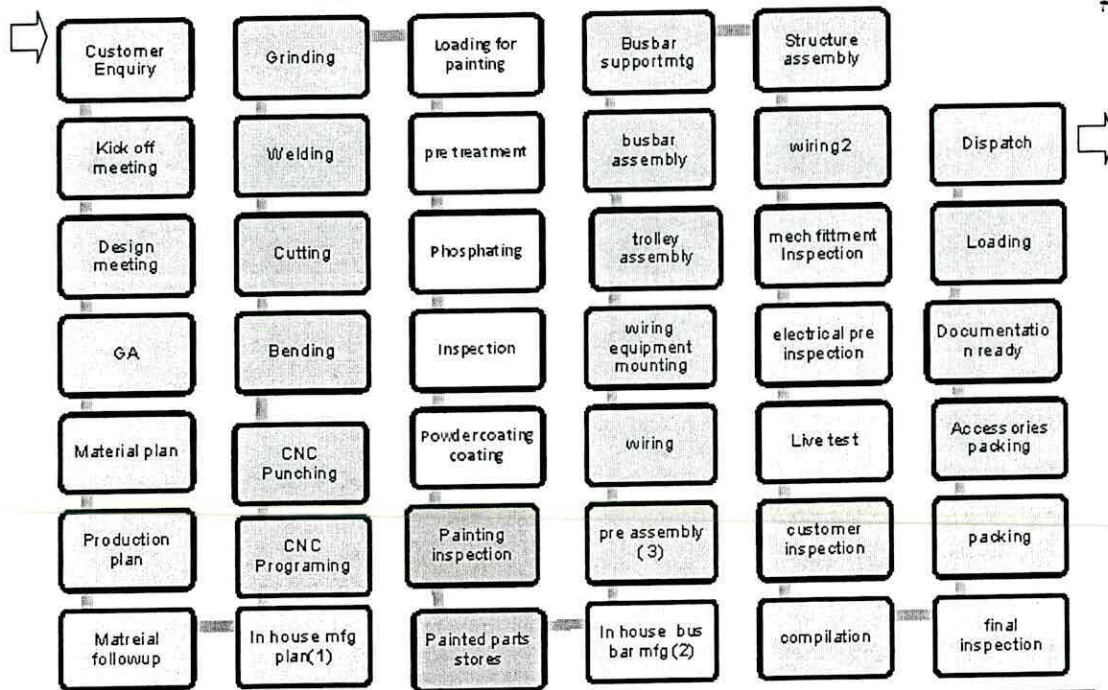 Customer
Enquiry
Kick off
meeting
Design
meeting
GA
Material plan
Production
plan
Matreial
followup
Grinding
Welding
Cutting
Bending
CNC
Punching
CNC
Programing
In house mfg
plan(1)
Loading for
painting
pre treatment
Phosphating
Inspection
Powdercoating
coating
Painting
inspection
Painted parts
stores
Busbar
supportmtg
busbar
assembly
trolley
assembly
wiring
equipment
mounting
wiring
pre assembly
(3)
In house bus
bar mfg(2)
Structure
assembly
wiring2
mech fittment
Inspection
electrical pre
inspection
Live test
customer
inspection
compilation
Dispatch
Loading
Documentatio
n ready
Accessories
packing
packing
final
inspection